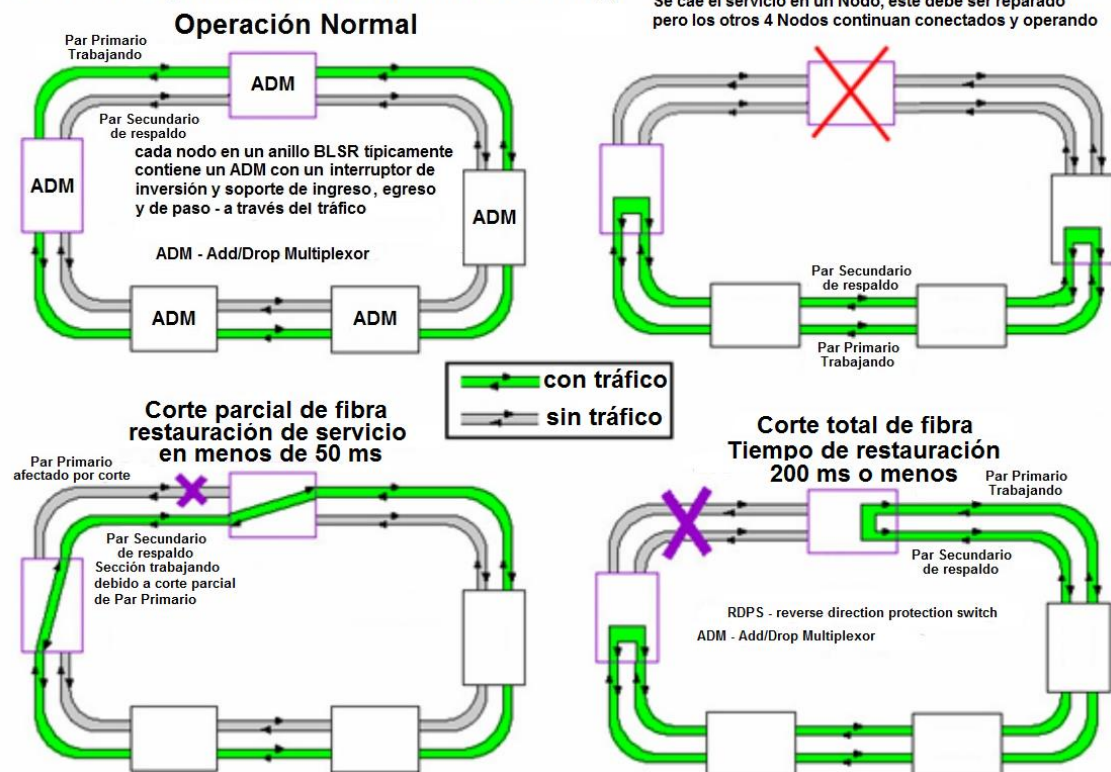 Se cae el servicio en un Nodo, este debe ser reparado
pero los otros 4 Nodos continuan conectados y operando
Operación Normal
Par Primario
Trabajando
ADM
Par Secundario
de respaldo
cada nodo en un anillo BLSR típicamente
contiene un ADM con un interruptor de
inversión y soporte de ingreso, egreso
y de paso - a través del tráfico
ADM
ADM
ADM - Add/Drop Multiplexor
ADM
ADM
Par Secundario
de respaldo
Par Primario
Trabajando
con tráfico
sin tráfico
Corte parcial de fibra
restauración de servicio
en menos de 50 ms
Par Primario
afectado por corte
Par Secundario
de respaldo
Sección trabajando
debido a corte parcial
de Par Primario
Corte total de fibra
Tiempo de restauración
200 ms o menos
Par Primario
Trabajando
Par Secundario
de respaldo
RDPS - reverse direction protection switch
ADM - Add/Drop Multiplexor